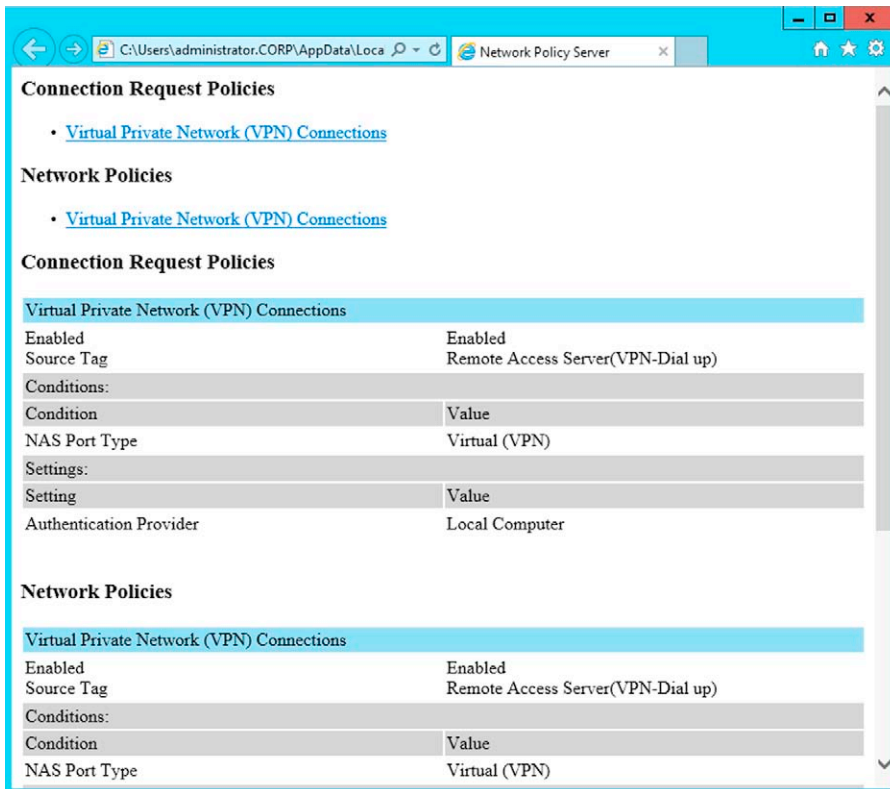 C:\Users\administrator.CORP\AppData\Loca
Network Policy Server
Connection Request Policies
• Virtual Private Network (VPN) Connections
Network Policies
• Virtual Private Network (VPN) Connections
Connection Request Policies
Virtual Private Network (VPN) Connections
Enabled Enabled
Source Tag Remote Access Server(VPN-Dial up)
Conditions:
Condition Value
NAS Port Type Virtual (VPN)
Settings:
Setting Value
Authentication Provider Local Computer
Network Policies
Virtual Private Network (VPN) Connections
Enabled Enabled
Source Tag Remote Access Server(VPN-Dial up)
Conditions:
Condition Value
NAS Port Type Virtual (VPN)